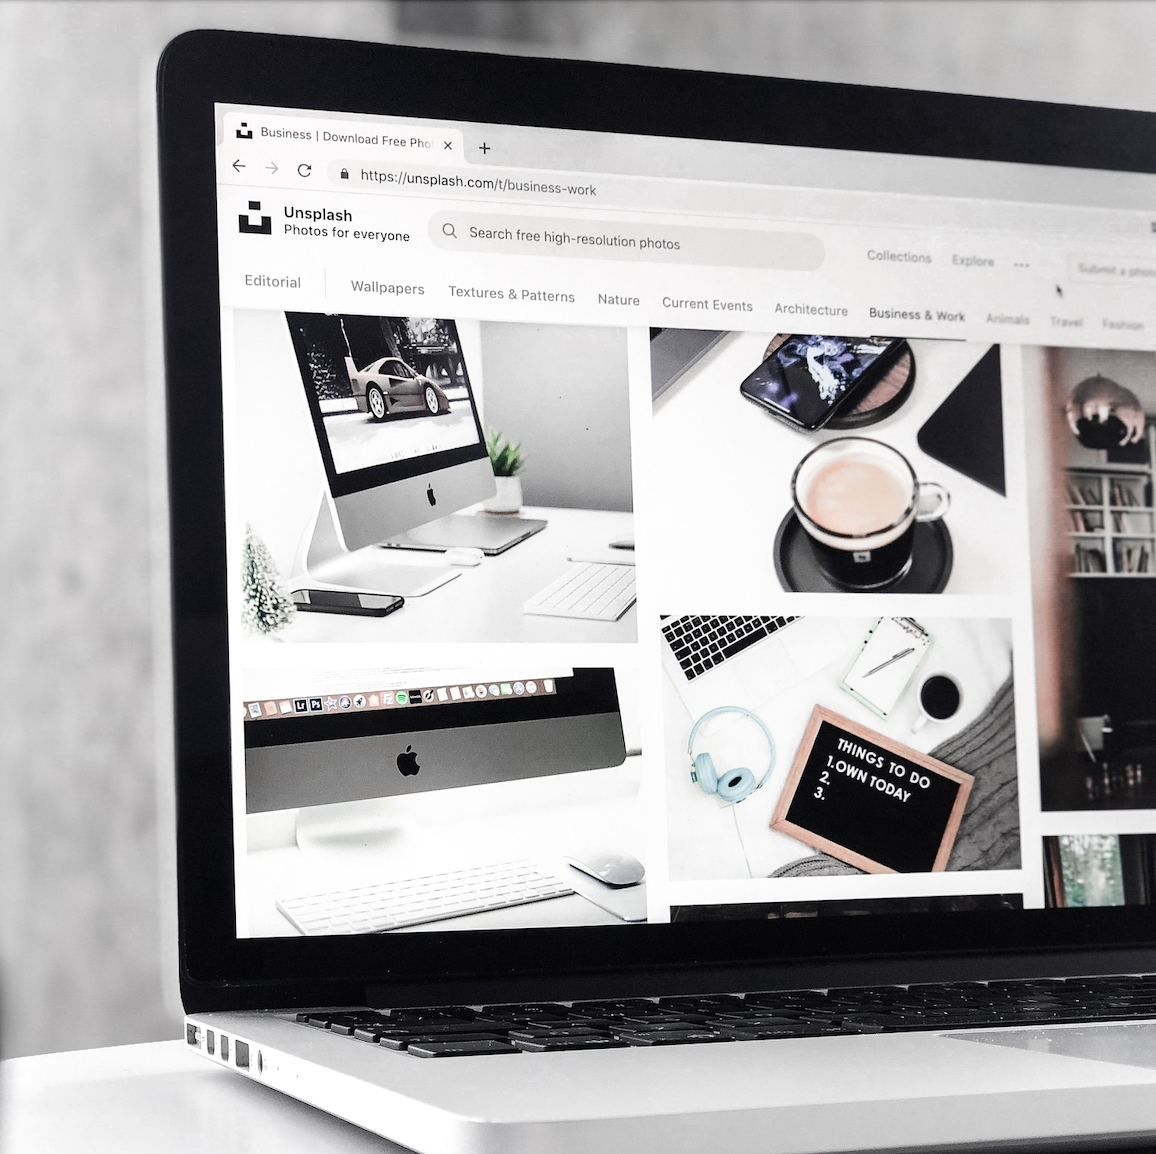 Business | Download Free Pho
https://unsplash.com/t/business-work
Unsplash
Photos for everyone
Search free high-resolution photos
Collections
Explore
Submit a photo
Editorial
Wallpapers
Textures & Patterns
Nature
Current Events
Architecture
Business & Work
Animals
Travel
Fashion
Lr
Ps
THINGS TO DO
1.OWN TODAY
2.
3.